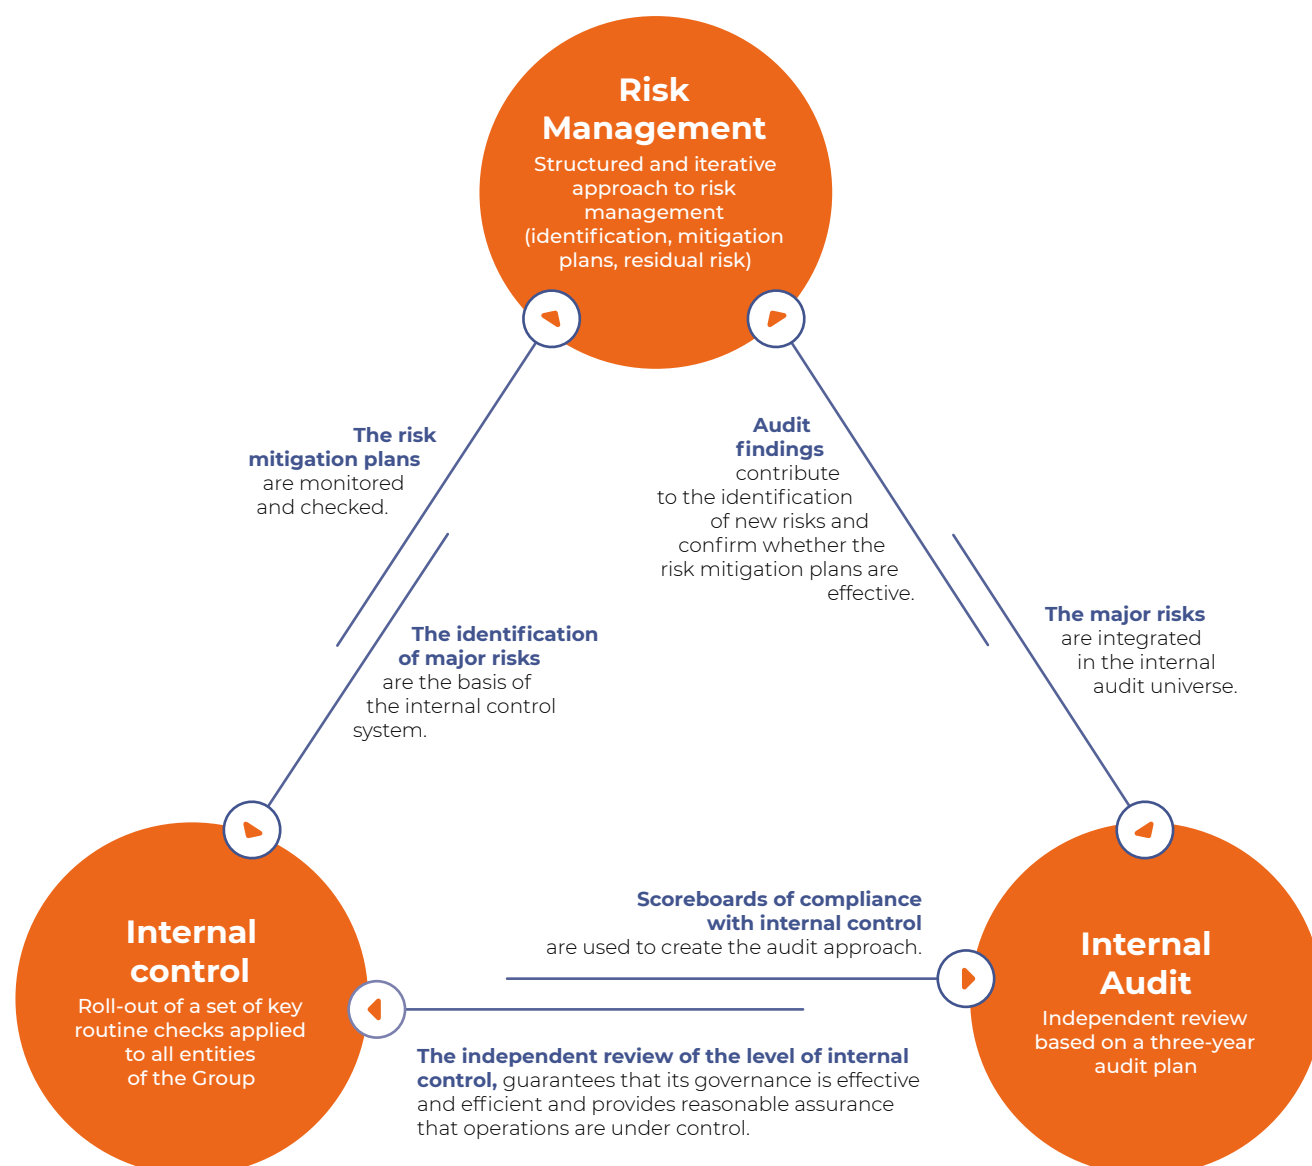 Risk
Management
Structured and iterative
approach to risk
management
(identification, mitigation
plans, residual risk)
The risk
mitigation plans
are monitored
and checked.
Audit
findings
contribute
to the identification
of new risks and
confirm whether the
risk mitigation plans are
effective.
The identification
of major risks
are the basis of
the internal control
system.
The major risks
are integrated
in the internal
audit universe.
Internal
control
Roll-out of a set of key
routine checks applied
to all entities
of the Group
Scoreboards of compliance
with internal control
are used to create the audit approach.
Internal
Audit
Independent review
based on a three-year
audit plan
The independent review of the level of internal
control, guarantees that its governance is effective
and efficient and provides reasonable assurance
that operations are under control.